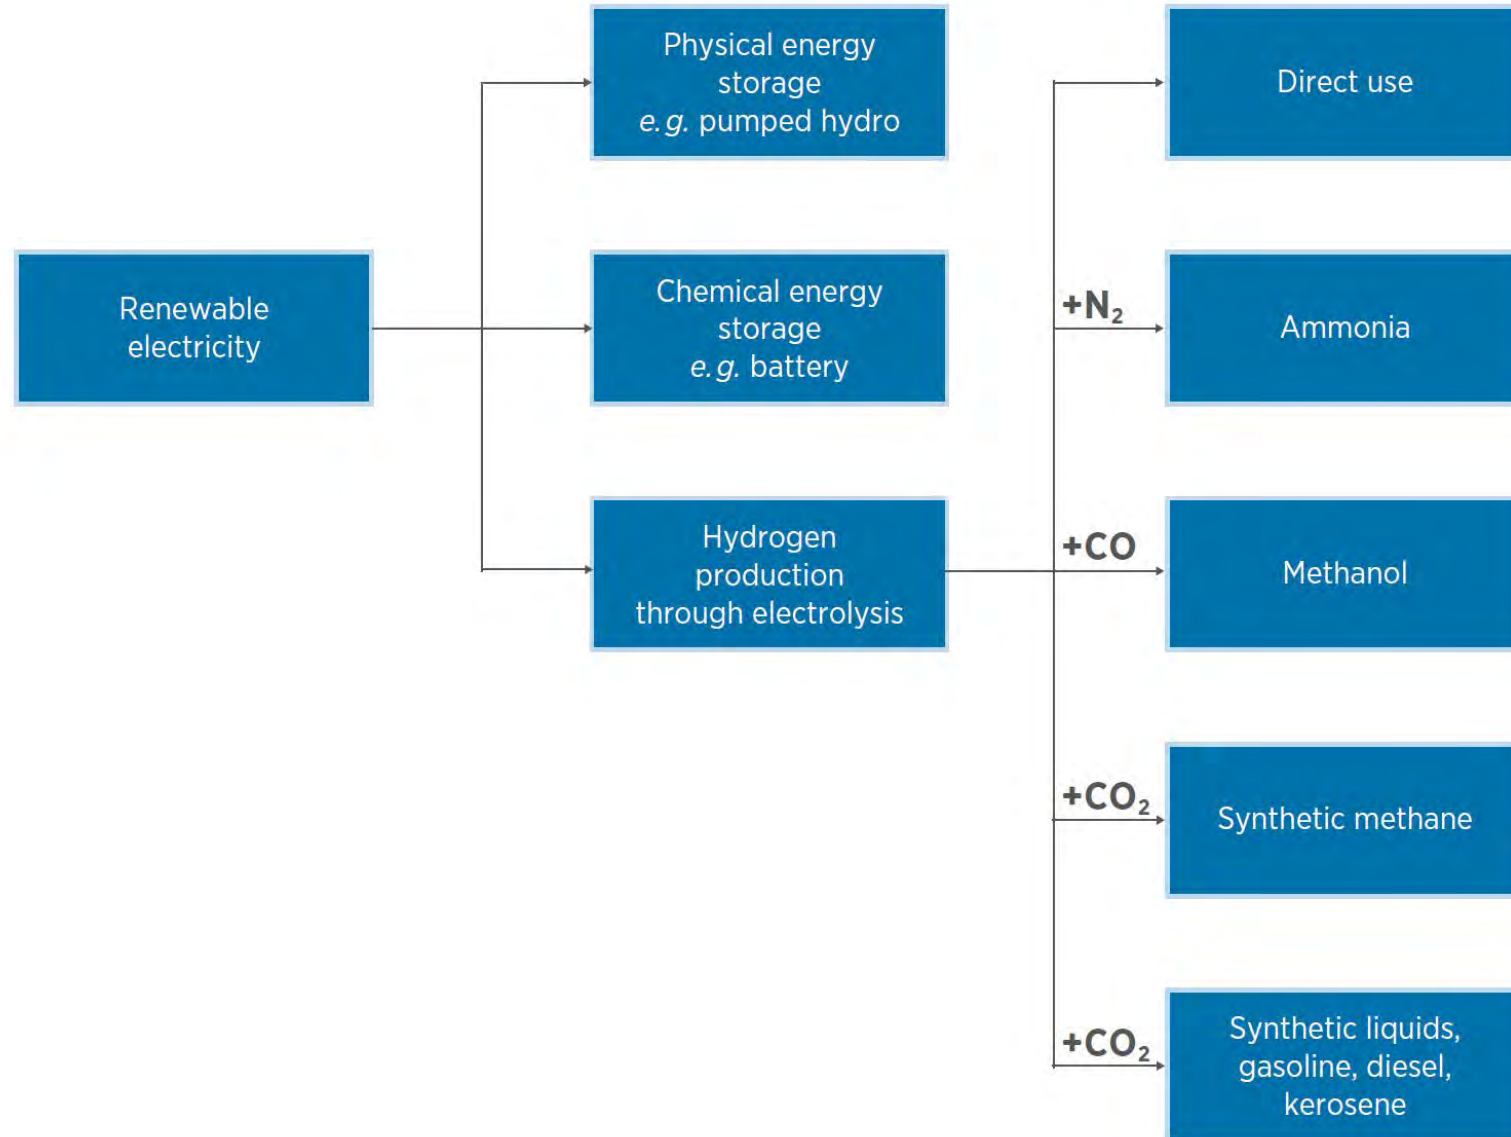 Renewable
electricity
Physical energy
storage
e.g. pumped hydro
Chemical energy
storage
e.g. battery
Hydrogen
production
through electrolysis
Direct use
+N₂
Ammonia
+CO
Methanol
+CO₂
Synthetic methane
+CO₂
Synthetic liquids,
gasoline, diesel,
kerosene